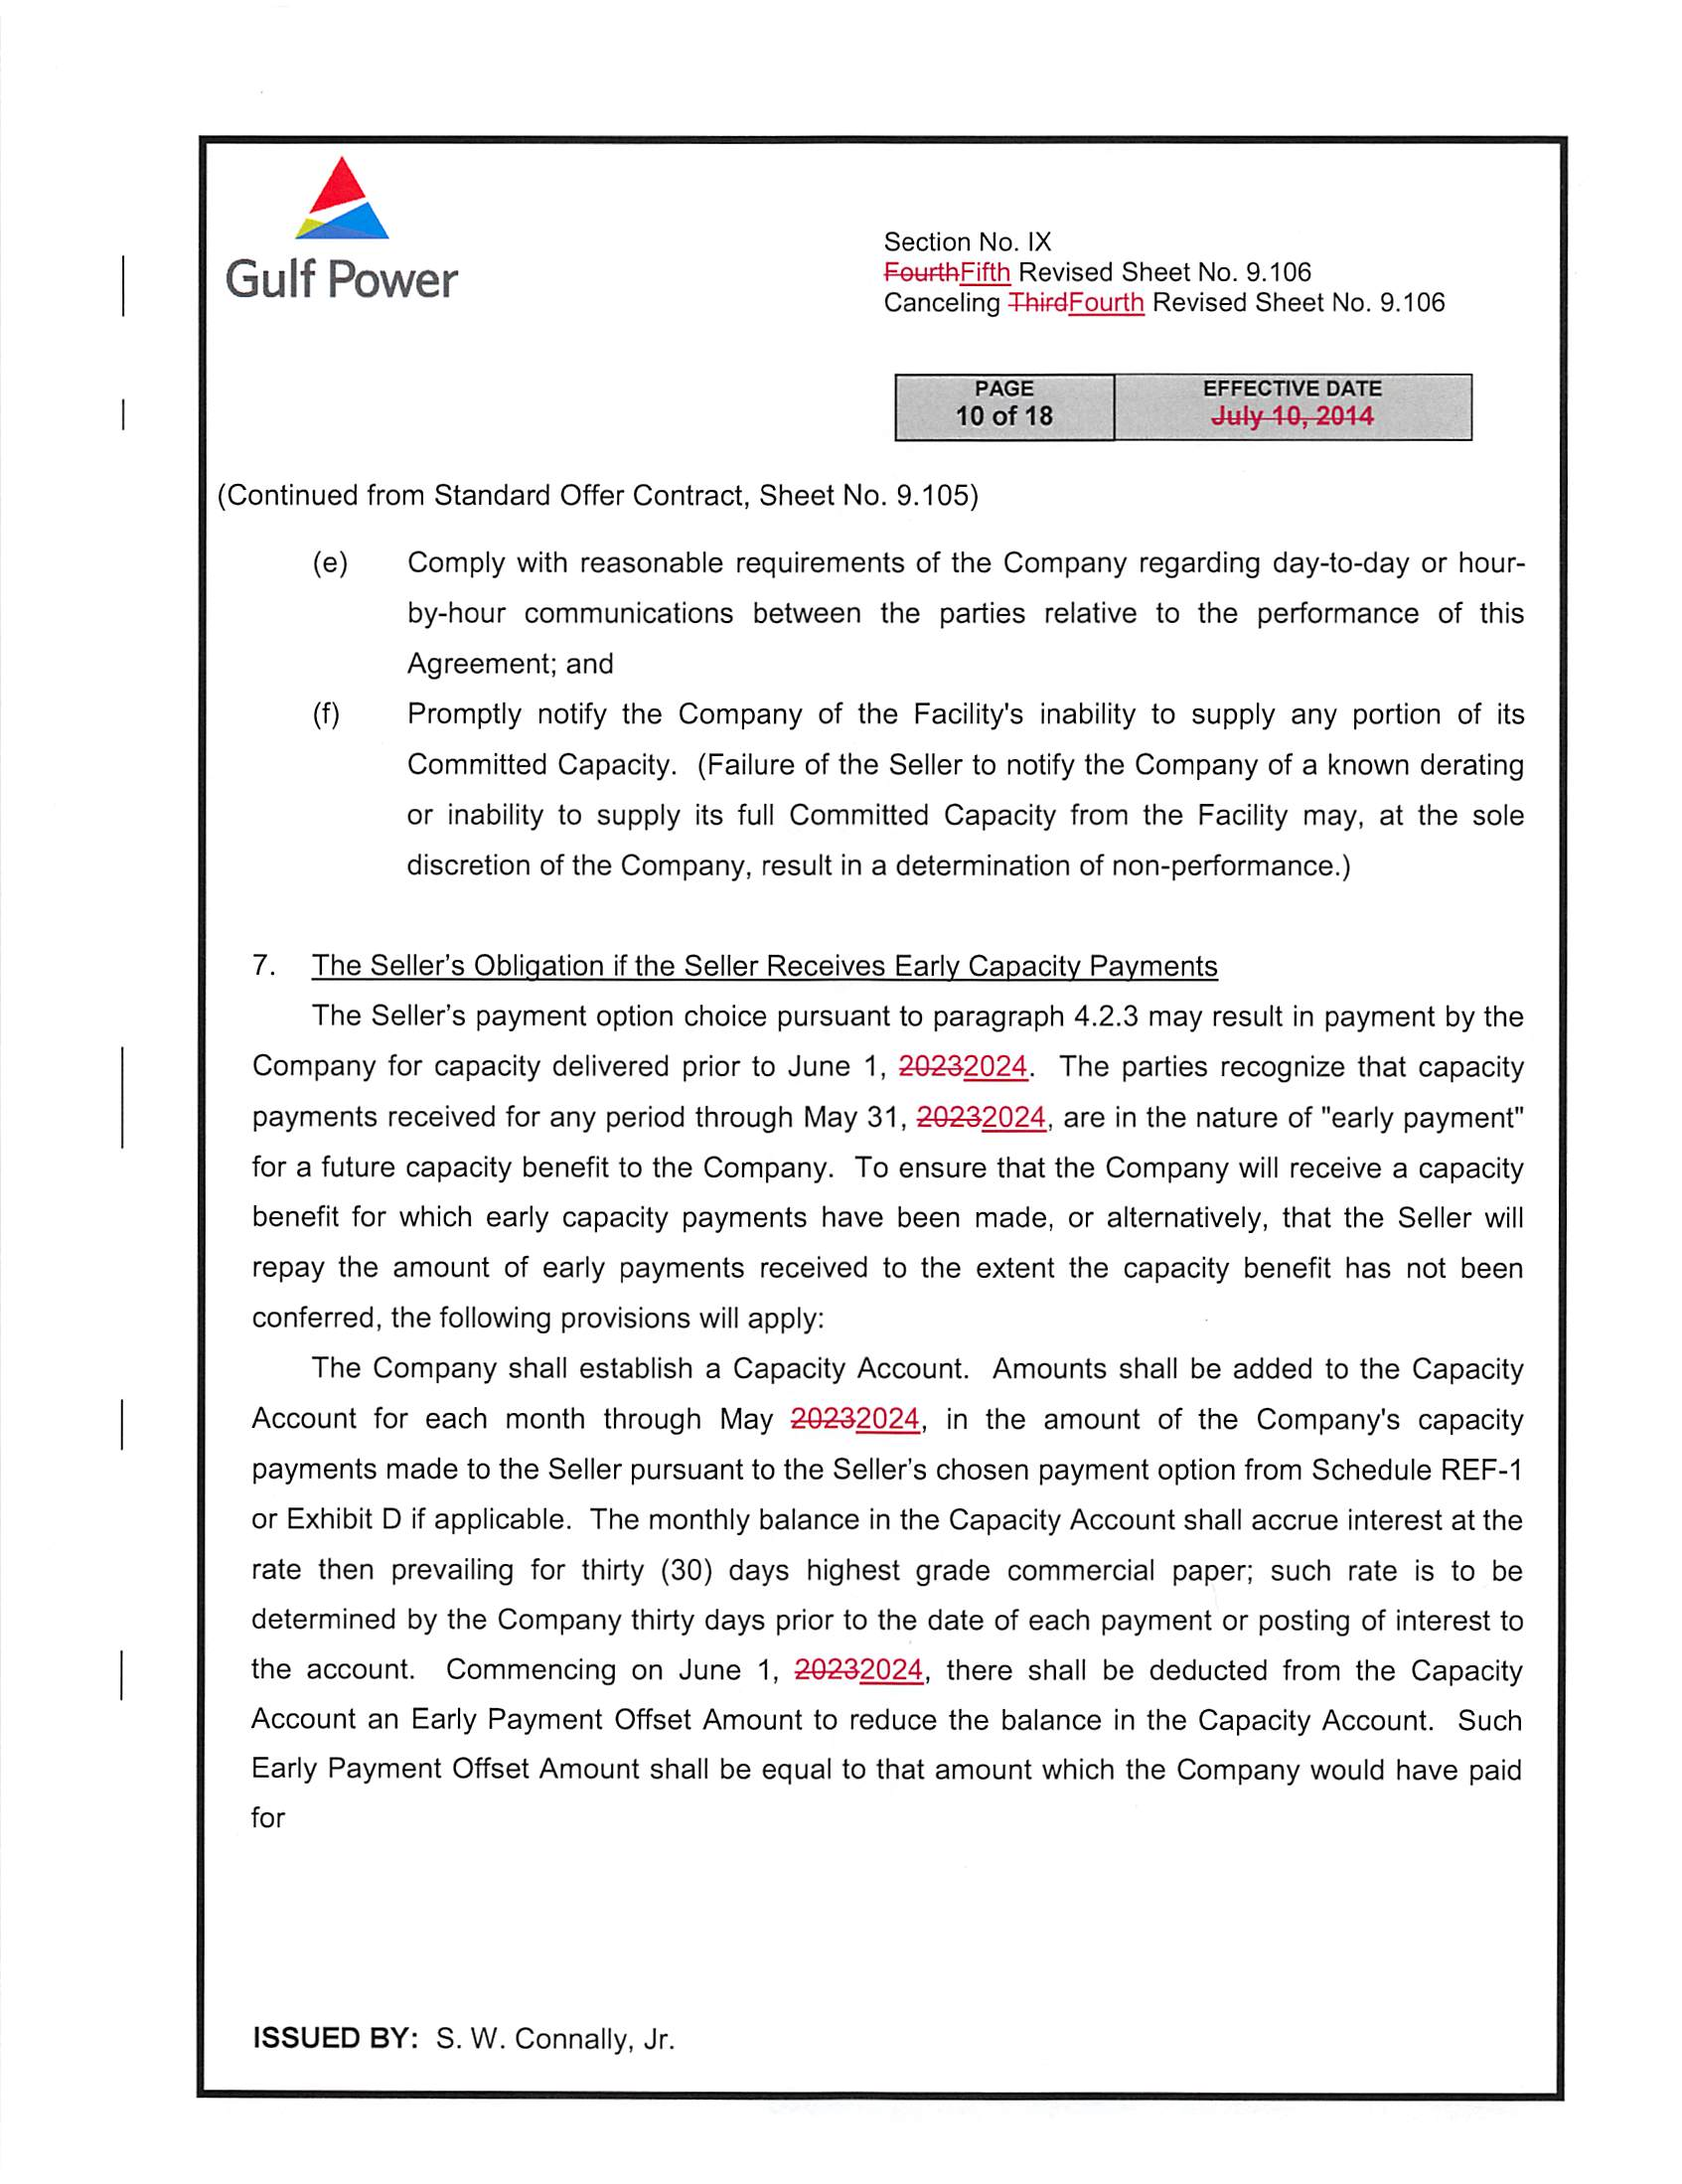 Gulf Power
Section No. IX
FourthFifth Revised Sheet No. 9.106
Canceling ThirdFourth Revised Sheet No. 9.106
PAGE
10 of 18
EFFECTIVE DATE
July 10, 2014
(Continued from Standard Offer Contract, Sheet No. 9.105)
(e) Comply with reasonable requirements of the Company regarding day-to-day or hour-
by-hour communications between the parties relative to the performance of this
Agreement; and
(f) Promptly notify the Company of the Facility's inability to supply any portion of its
Committed Capacity. (Failure of the Seller to notify the Company of a known derating
or inability to supply its full Committed Capacity from the Facility may, at the sole
discretion of the Company, result in a determination of non-performance.)
7. The Seller's Obligation if the Seller Receives Early Capacity Payments
The Seller's payment option choice pursuant to paragraph 4.2.3 may result in payment by the
Company for capacity delivered prior to June 1, 20232024. The parties recognize that capacity
payments received for any period through May 31, 20232024, are in the nature of "early payment"
for a future capacity benefit to the Company. To ensure that the Company will receive a capacity
benefit for which early capacity payments have been made, or alternatively, that the Seller will
repay the amount of early payments received to the extent the capacity benefit has not been
conferred, the following provisions will apply:
The Company shall establish a Capacity Account. Amounts shall be added to the Capacity
Account for each month through May 20232024, in the amount of the Company's capacity
payments made to the Seller pursuant to the Seller's chosen payment option from Schedule REF-1
or Exhibit D if applicable. The monthly balance in the Capacity Account shall accrue interest at the
rate then prevailing for thirty (30) days highest grade commercial paper; such rate is to be
determined by the Company thirty days prior to the date of each payment or posting of interest to
the account. Commencing on June 1, 20232024, there shall be deducted from the Capacity
Account an Early Payment Offset Amount to reduce the balance in the Capacity Account. Such
Early Payment Offset Amount shall be equal to that amount which the Company would have paid
for
ISSUED BY: S. W. Connally, Jr.